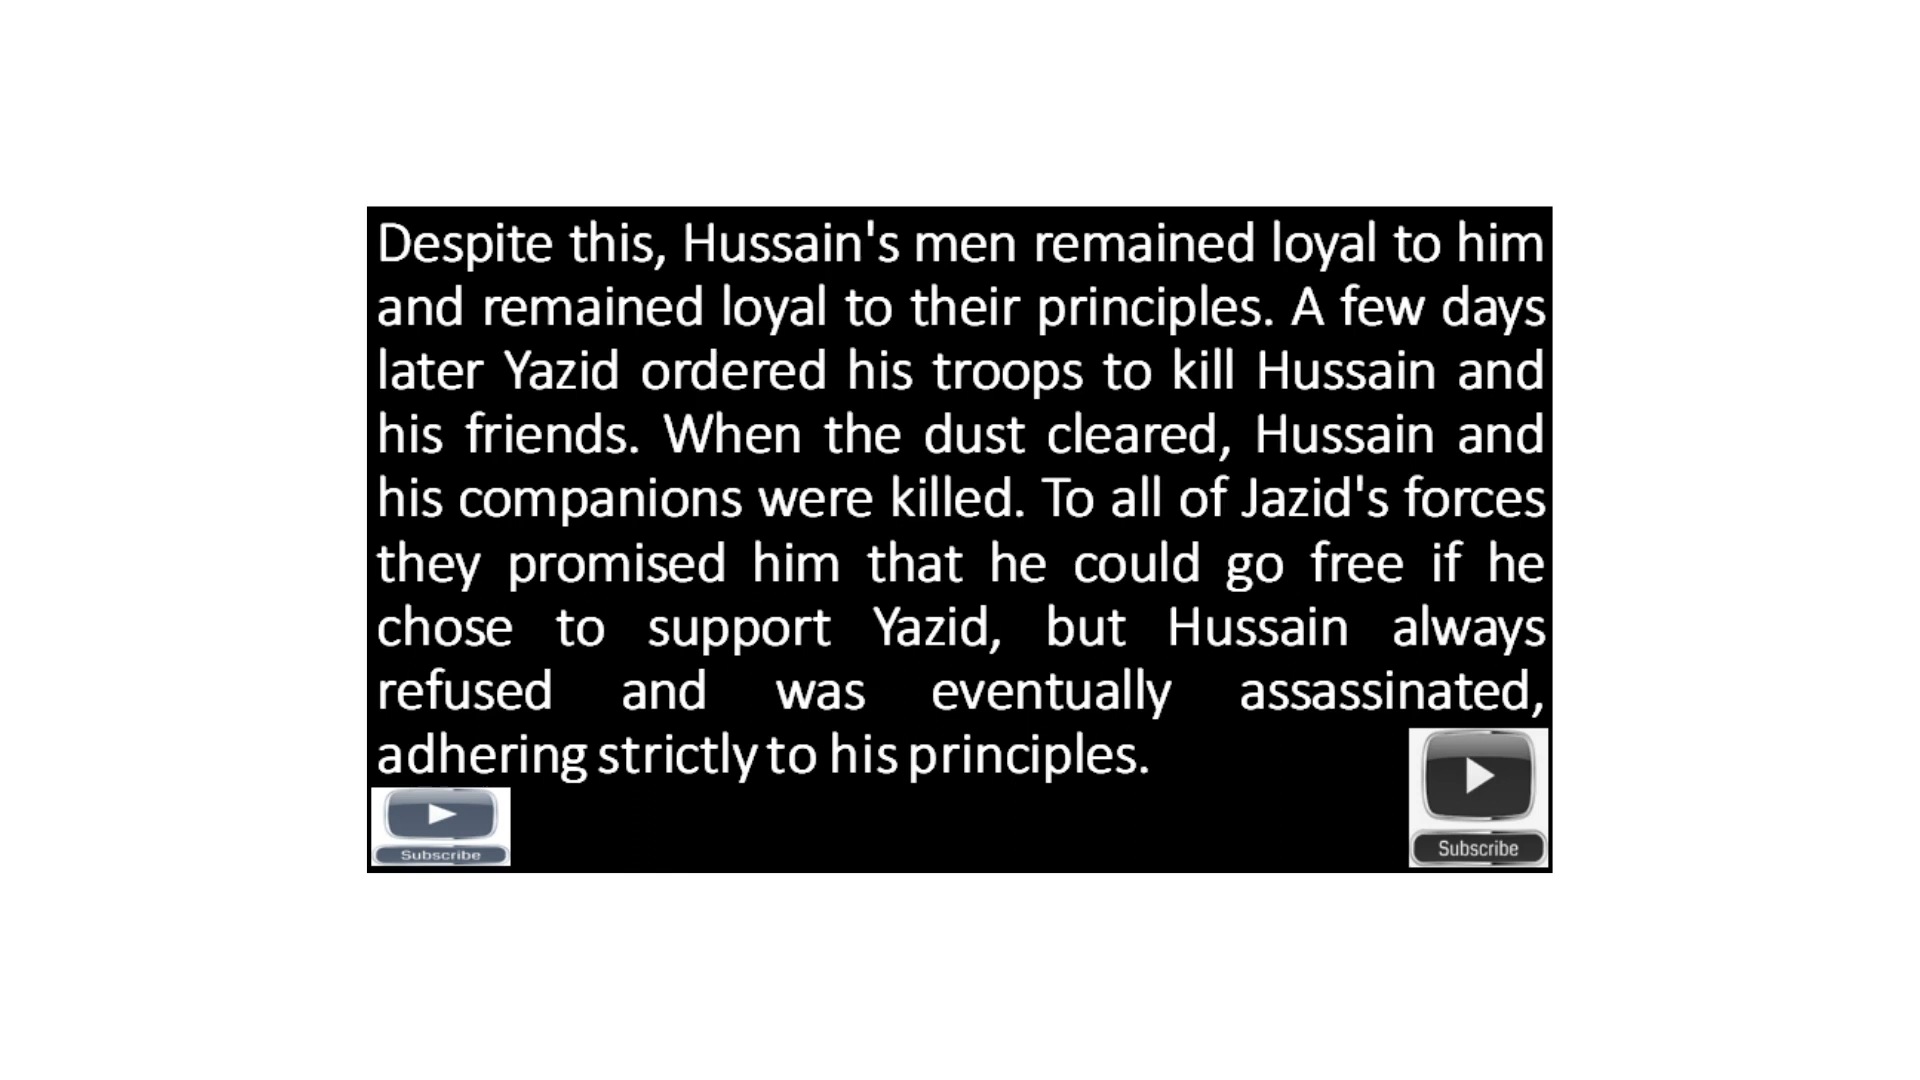 Despite this, Hussain's men remained loyal to him
and remained loyal to their principles. A few days
later Yazid ordered his troops to kill Hussain and
his friends. When the dust cleared, Hussain and
his companions were killed. To all of Jazid's forces
they promised him that he could go free if he
chose to support Yazid, but Hussain always
refused and was eventually assassinated,
adhering strictly to his principles.
Subscribe
Subscribe